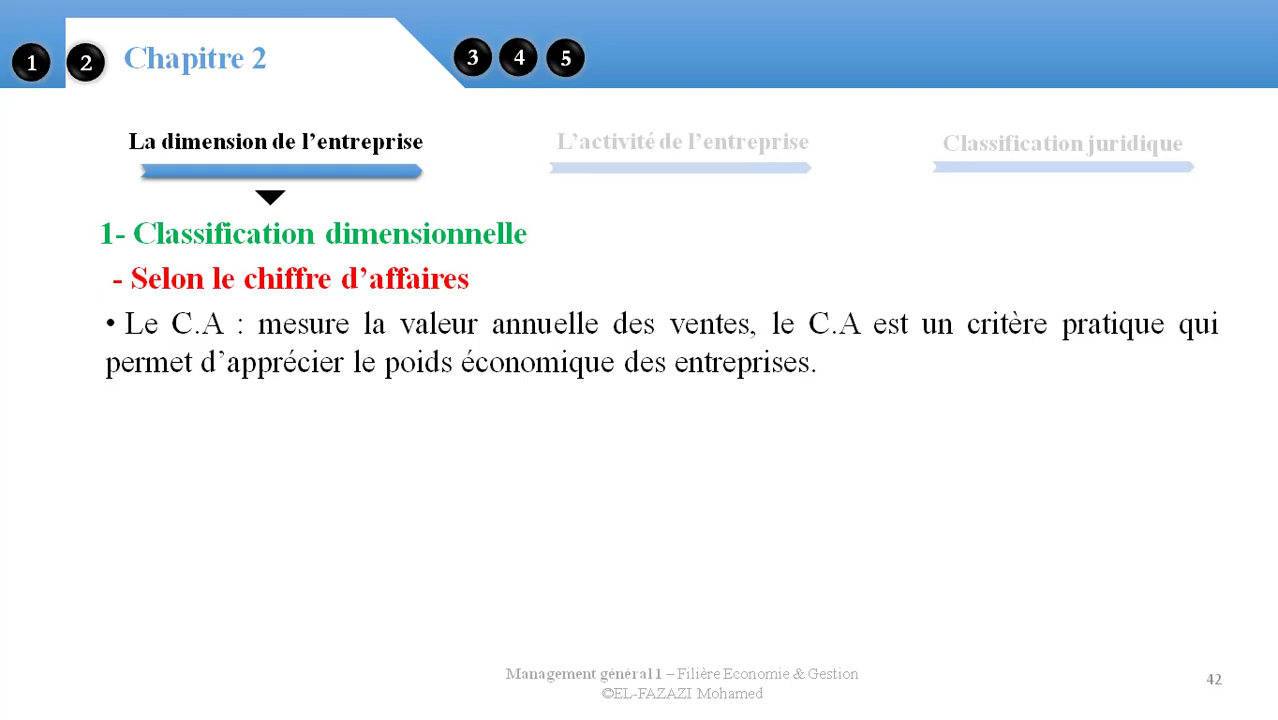 1 2 Chapitre 2 3 4 5
La dimension de l’entreprise
L’activité de l’entreprise
Classification juridique
1- Classification dimensionnelle
- Selon le chiffre d’affaires
• Le C.A : mesure la valeur annuelle des ventes, le C.A est un critère pratique qui
permet d’apprécier le poids économique des entreprises.
Management général 1 – Filière Economie & Gestion
©EL-FAZAZI Mohamed
42